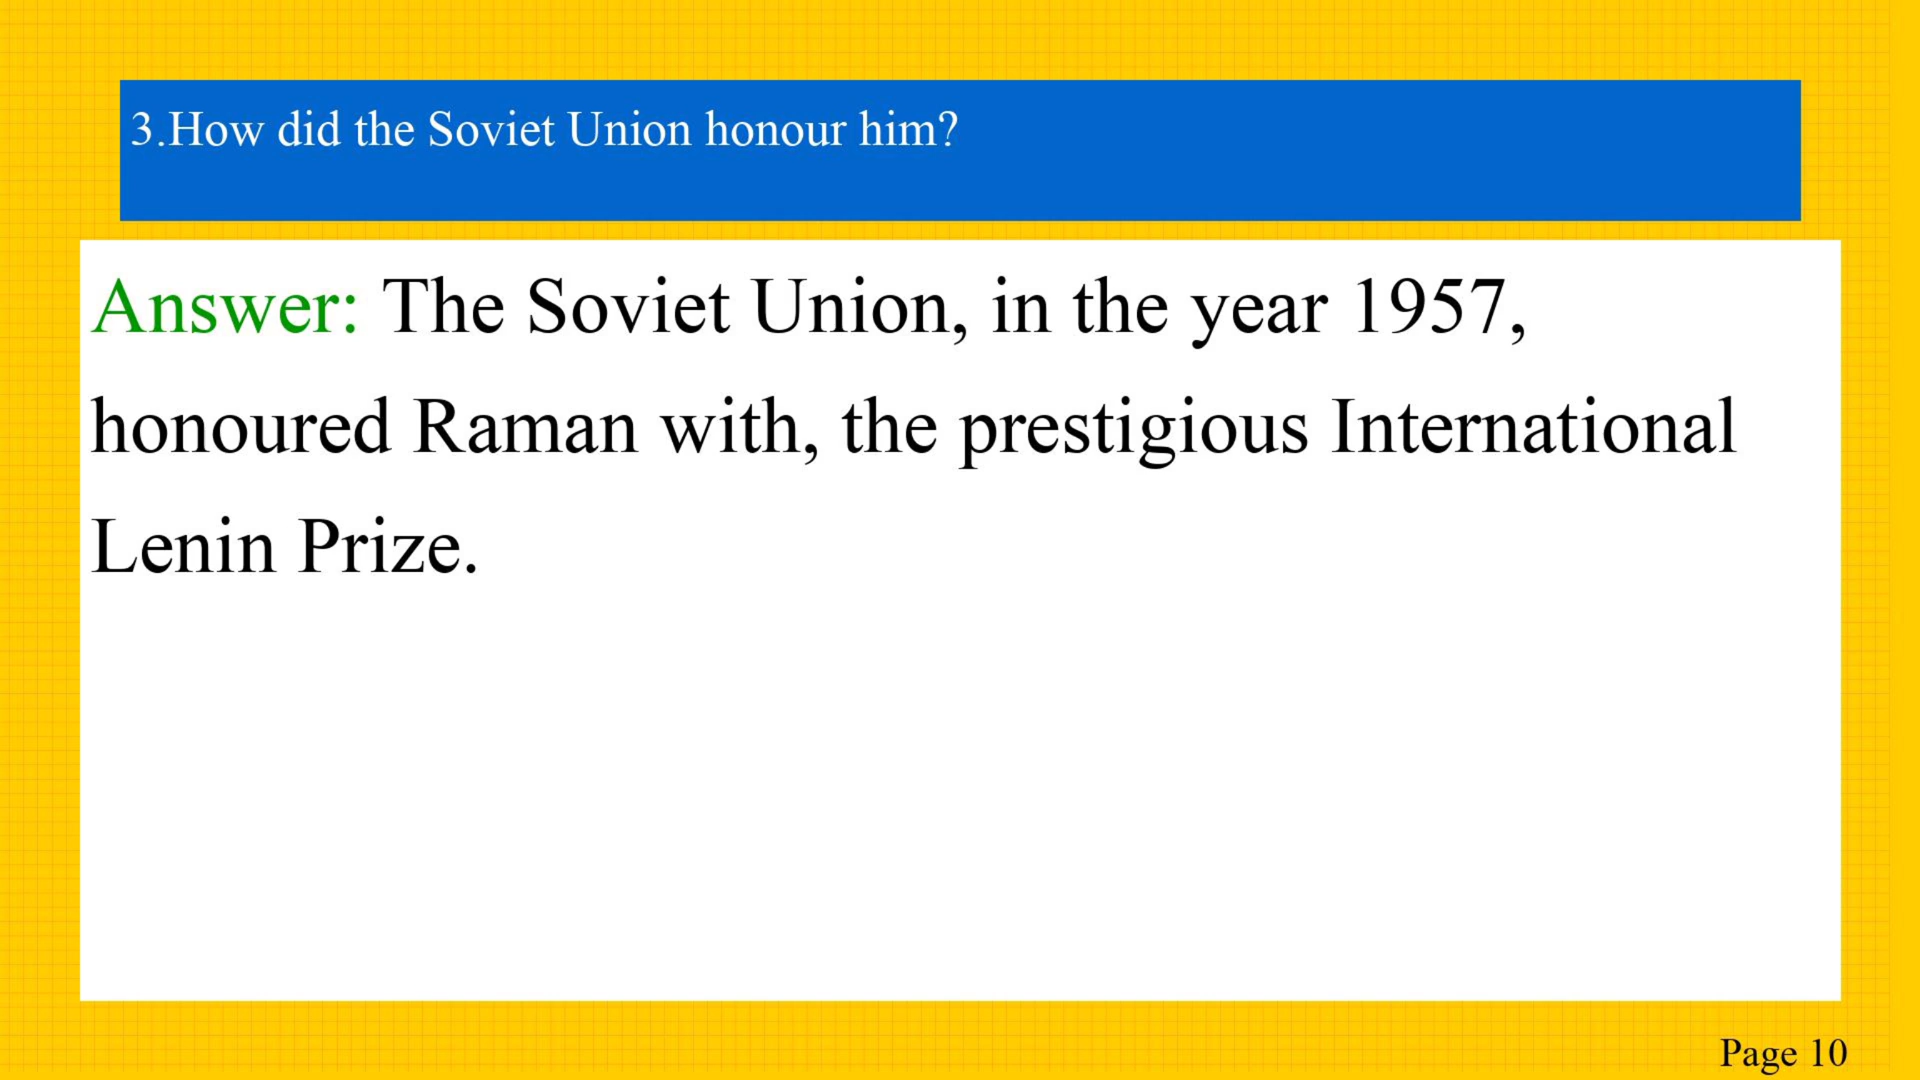 3.How did the Soviet Union honour him?
Answer: The Soviet Union, in the year 1957,
honoured Raman with, the prestigious International
Lenin Prize.
Page 10